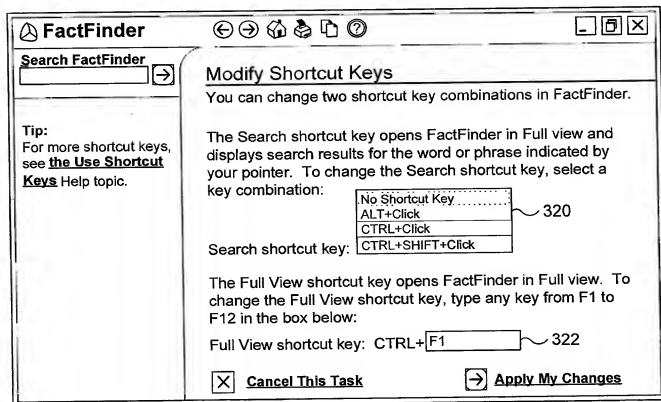 FactFinder
Search FactFinder
Tip:
For more shortcut keys,
see the Use Shortcut
Keys Help topic.
Modify Shortcut Keys
You can change two shortcut key combinations in FactFinder.
The Search shortcut key opens FactFinder in Full view and
displays search results for the word or phrase indicated by
your pointer. To change the Search shortcut key, select a
key combination:
No Shortcut Key
ALT+Click
320
CTRL+Click
Search shortcut key: CTRL+SHIFT+Click
The Full View shortcut key opens FactFinder in Full view. To
change the Full View shortcut key, type any key from F1 to
F12 in the box below:
Full View shortcut key: CTRL+ F1 322
X Cancel This Task
Apply My Changes